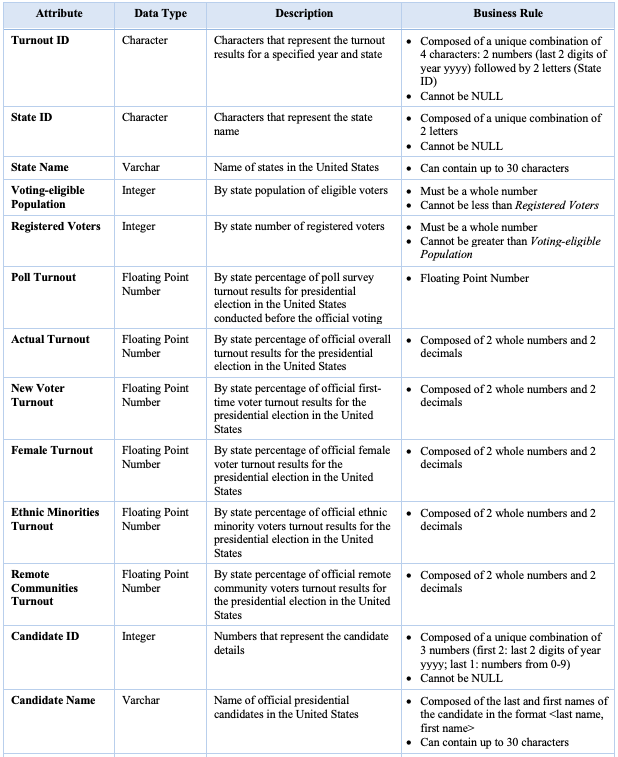 Attribute Data Type Description Business Rule
Turnout ID Character Characters that represent the turnout • Composed of a unique combination of
results for a specified year and state 4 characters: 2 numbers (last 2 digits of
year yyyy) followed by 2 letters (State
ID)
• Cannot be NULL
State ID Character Characters that represent the state • Composed of a unique combination of
name 2 letters
• Cannot be NULL
State Name Varchar Name of states in the United States • Can contain up to 30 characters
Voting-eligible Integer By state population of eligible voters • Must be a whole number
Population • Cannot be less than Registered Voters
Registered Voters Integer By state number of registered voters • Must be a whole number
• Cannot be greater than Voting-eligible
Population
Poll Turnout Floating Point By state percentage of poll survey • Floating Point Number
Number turnout results for presidential
election in the United States
conducted before the official voting
Actual Turnout Floating Point By state percentage of official overall • Composed of 2 whole numbers and 2
Number turnout results for the presidential decimals
election in the United States
New Voter Floating Point By state percentage of official first- • Composed of 2 whole numbers and 2
Turnout Number time voter turnout results for the decimals
presidential election in the United
States
Female Turnout Floating Point By state percentage of official female • Composed of 2 whole numbers and 2
Number voter turnout results for the decimals
presidential election in the United
States
Ethnic Minorities Floating Point By state percentage of official ethnic • Composed of 2 whole numbers and 2
Turnout Number minority voters turnout results for the decimals
presidential election in the United
States
Remote Floating Point By state percentage of official remote • Composed of 2 whole numbers and 2
Communities Number community voters turnout results for decimals
Turnout the presidential election in the United
States
Candidate ID Integer Numbers that represent the candidate • Composed of a unique combination of
details 3 numbers (first 2: last 2 digits of year
yyyy; last 1: numbers from 0-9)
• Cannot be NULL
Candidate Name Varchar Name of official presidential • Composed of the last and first names of
candidates in the United States the candidate in the format <last name,
first name>
• Can contain up to 30 characters